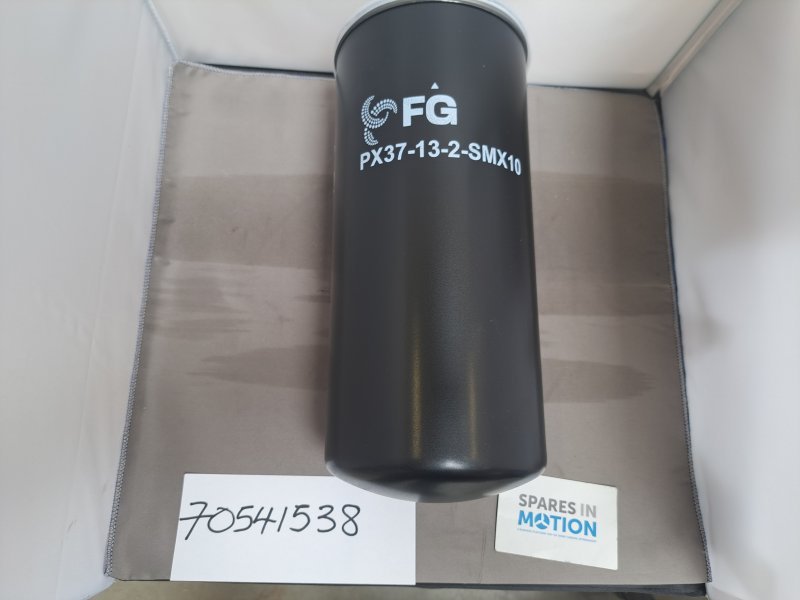 FG
PX37-13-2-SMX10
70541538
SPARES IN
MOTION